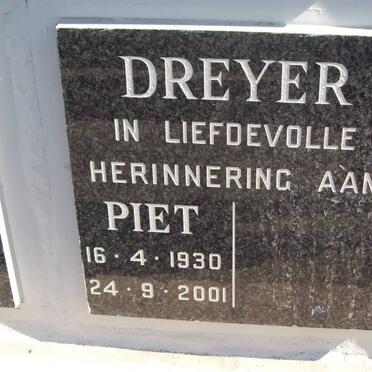 DREYER
IN LIEFDEVOLLE
HERINNERING AAN
PIET
16 · 4 · 1930
24 · 9 · 2001